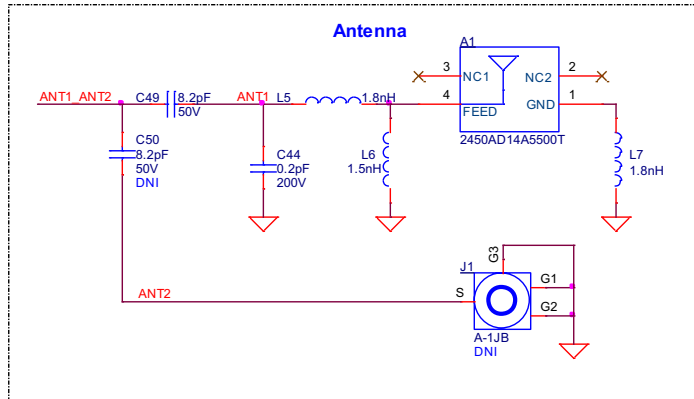 Antenna
A1
3
NC1
NC2
2
ANT1_ANT2
C49
8.2pF
50V
ANT1
L5
1.8nH
4
FEED
GND
1
2450AD14A5500T
C50
8.2pF
50V
DNI
C44
0.2pF
200V
L6
1.5nH
L7
1.8nH
G3
J1
G1
ANT2
S
G2
A-1JB
DNI